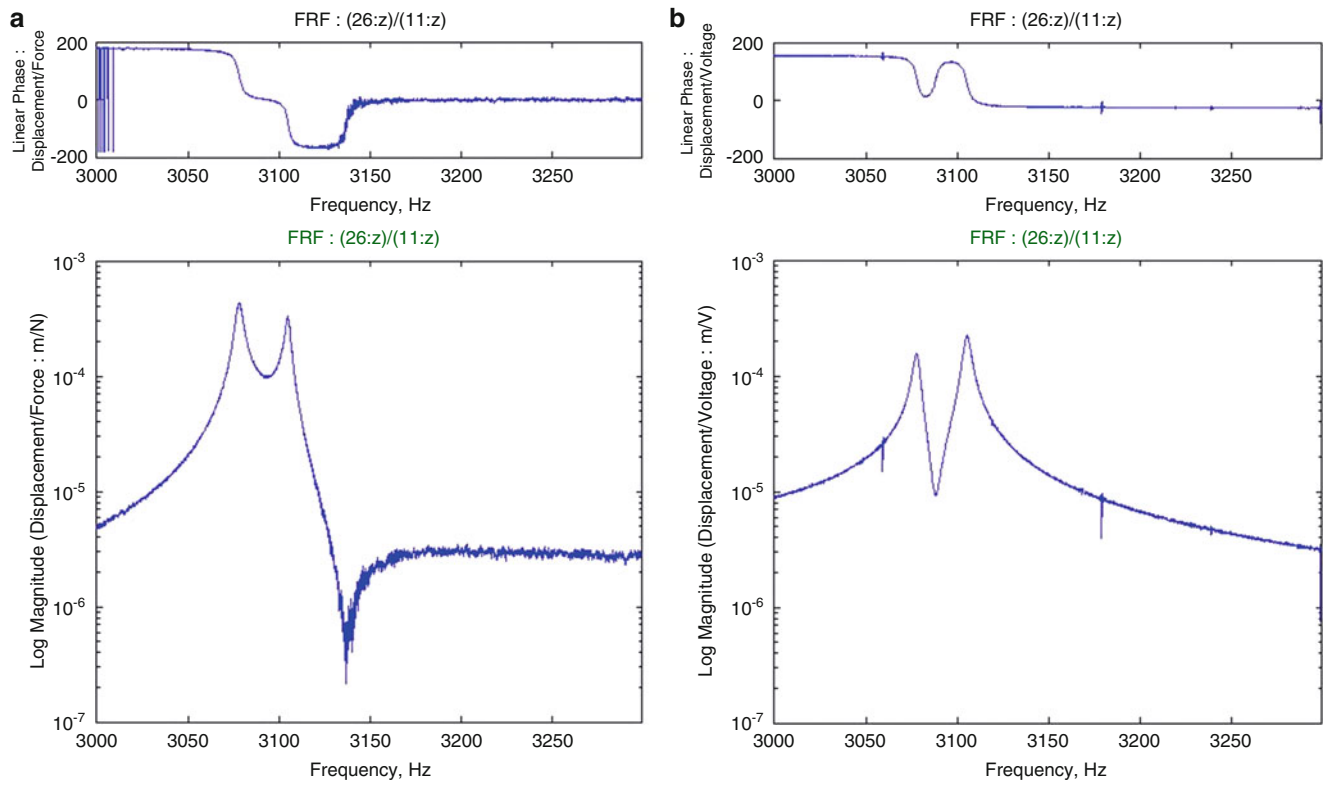 a
FRF : (26:z)/(11:z)
Linear Phase :
Displacement/Force
200
0
-200
3000 3050 3100 3150 3200 3250
Frequency, Hz
FRF : (26:z)/(11:z)
Log Magnitude (Displacement/Force : m/N)
10-3
10-4
10-5
10-6
10-7
3000 3050 3100 3150 3200 3250
Frequency, Hz
b
FRF : (26:z)/(11:z)
Linear Phase :
Displacement/Voltage
200
0
-200
3000 3050 3100 3150 3200 3250
Frequency, Hz
FRF : (26:z)/(11:z)
Log Magnitude (Displacement/Voltage : m/V)
10-3
10-4
10-5
10-6
10-7
3000 3050 3100 3150 3200 3250
Frequency, Hz